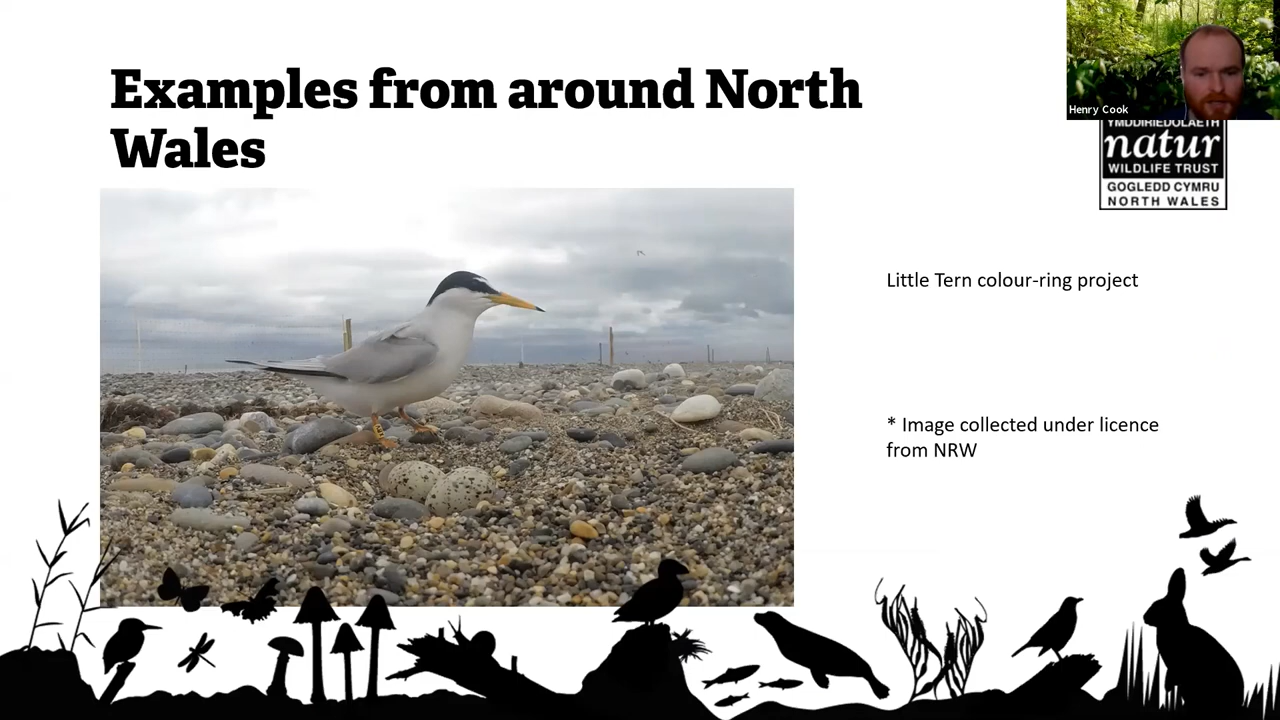 Examples from around North
Wales
Henry Cook
YMDDIRIEDOLAETH
natur
WILDLIFE TRUST
GOGLEDD CYMRU
NORTH WALES
Little Tern colour-ring project
* Image collected under licence
from NRW